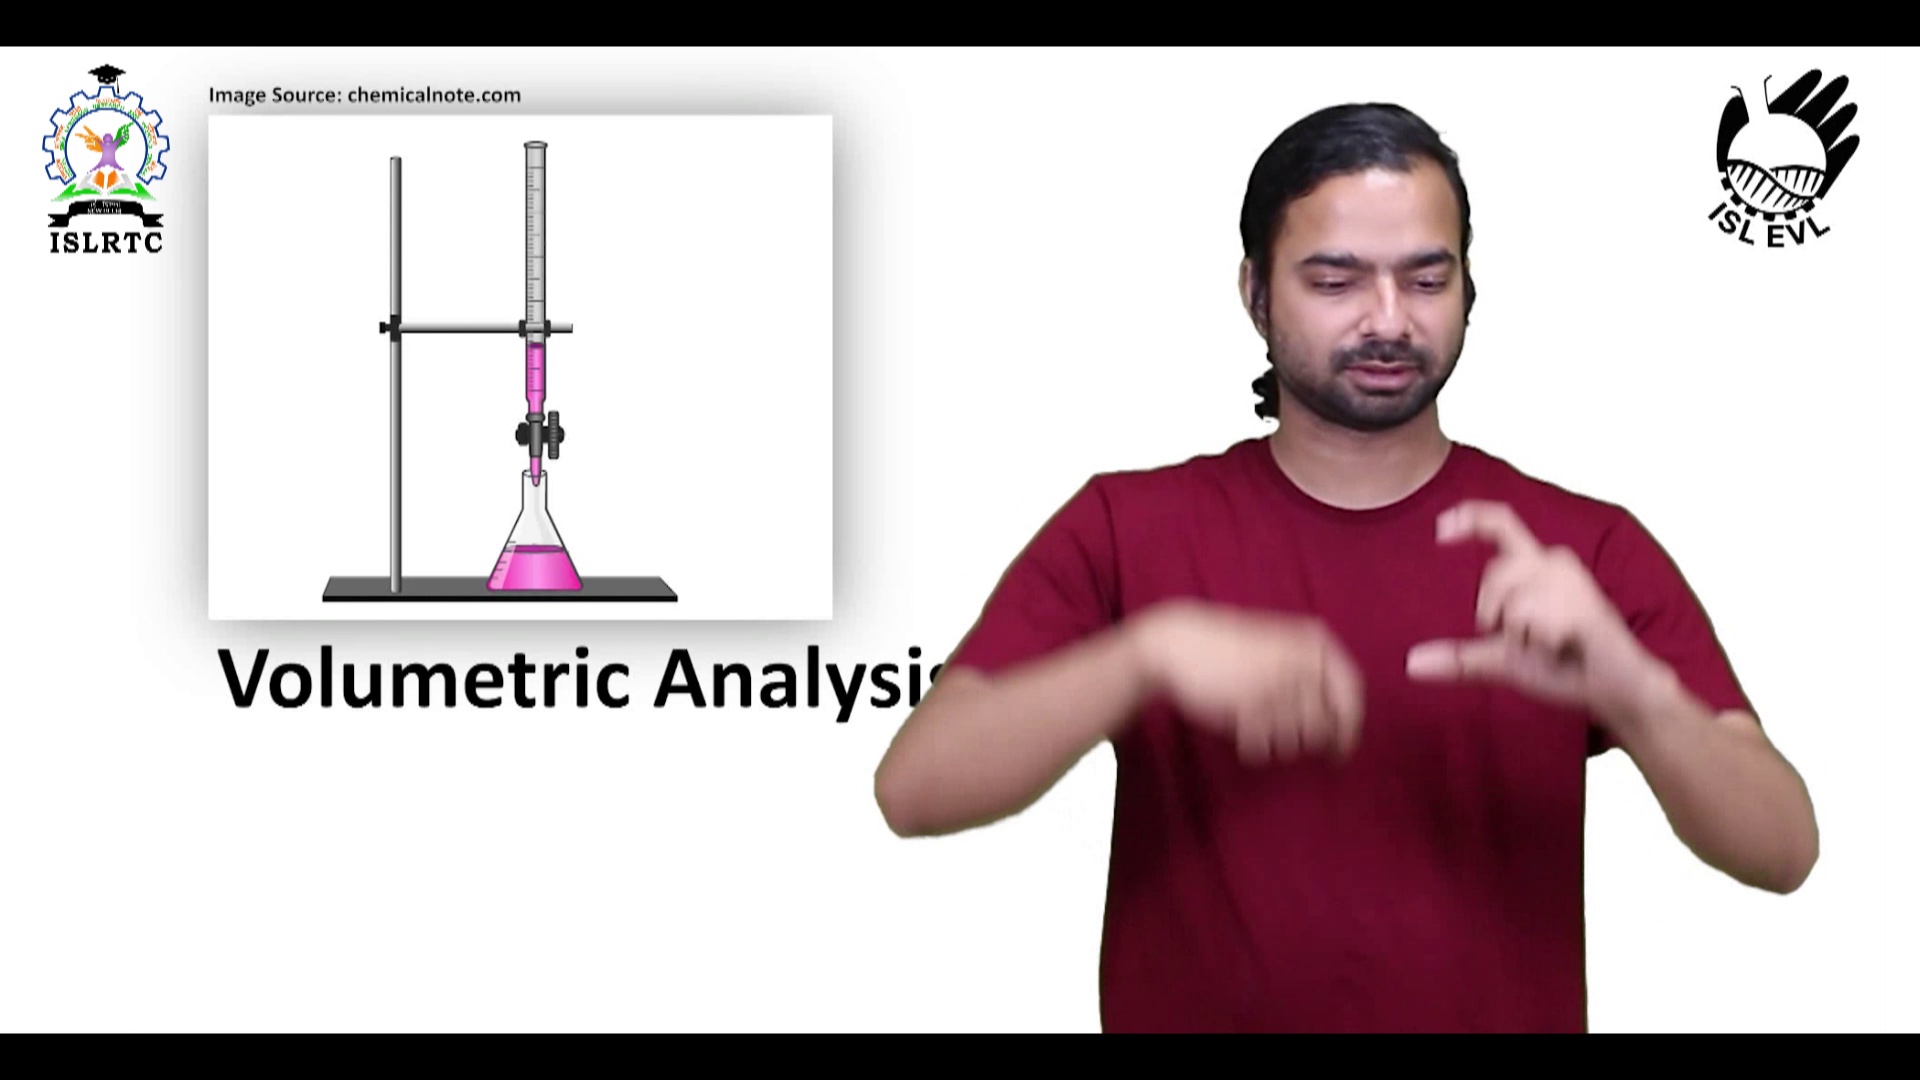 Image Source: chemicalnote.com
ISLRTC
ISL EVL
Volumetric Analysis